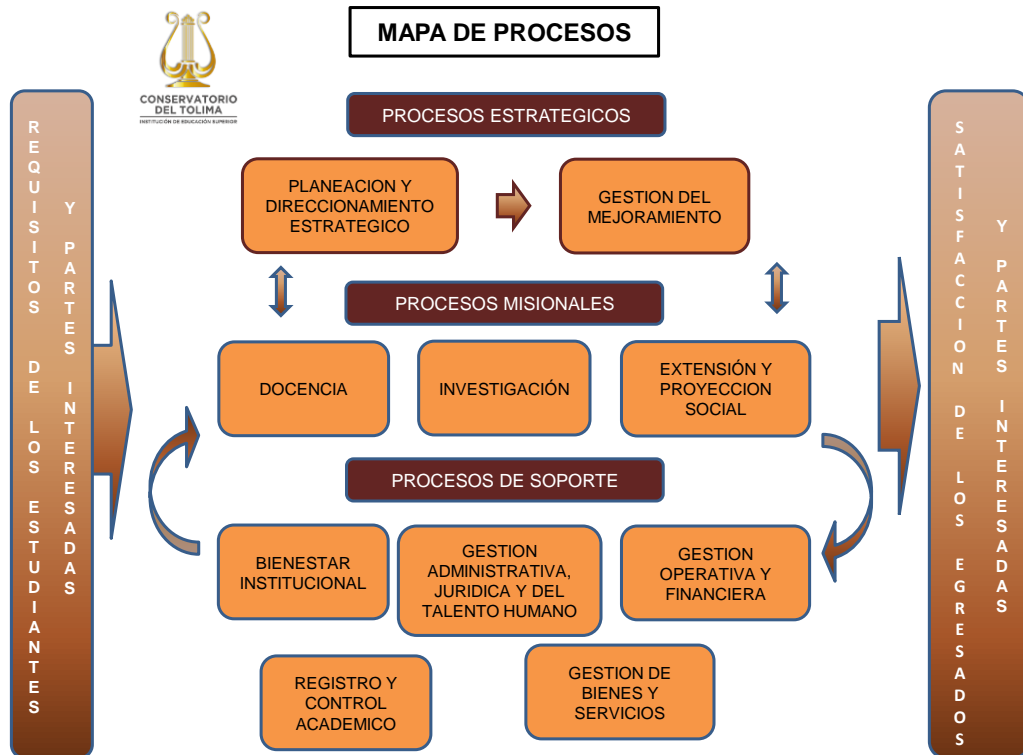 MAPA DE PROCESOS
CONSERVATORIO
DEL TOLIMA
INSTITUCIÓN DE EDUCACIÓN SUPERIOR
REQUISITOS DE LOS ESTUDIANTES
Y PARTES INTERESADAS
PROCESOS ESTRATEGICOS
PLANEACION Y
DIRECCIONAMIENTO
ESTRATEGICO
GESTION DEL
MEJORAMIENTO
PROCESOS MISIONALES
DOCENCIA
INVESTIGACIÓN
EXTENSIÓN Y
PROYECCION
SOCIAL
PROCESOS DE SOPORTE
BIENESTAR
INSTITUCIONAL
GESTION
ADMINISTRATIVA,
JURIDICA Y DEL
TALENTO HUMANO
GESTION
OPERATIVA Y
FINANCIERA
REGISTRO Y
CONTROL
ACADEMICO
GESTION DE
BIENES Y
SERVICIOS
SATISFACCION DE LOS EGRESADOS
Y PARTES INTERESADAS